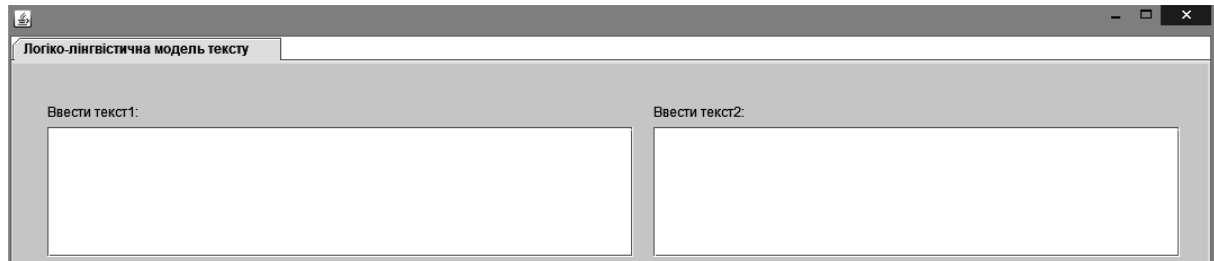 Логіко-лінгвістична модель тексту
Ввести текст1: Ввести текст2: